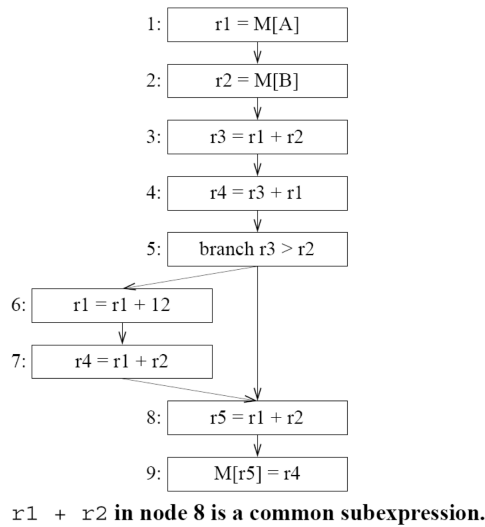 1: r1 = M[A]
2: r2 = M[B]
3: r3 = r1 + r2
4: r4 = r3 + r1
5: branch r3 > r2
6: r1 = r1 + 12
7: r4 = r1 + r2
8: r5 = r1 + r2
9: M[r5] = r4
r1 + r2 in node 8 is a common subexpression.